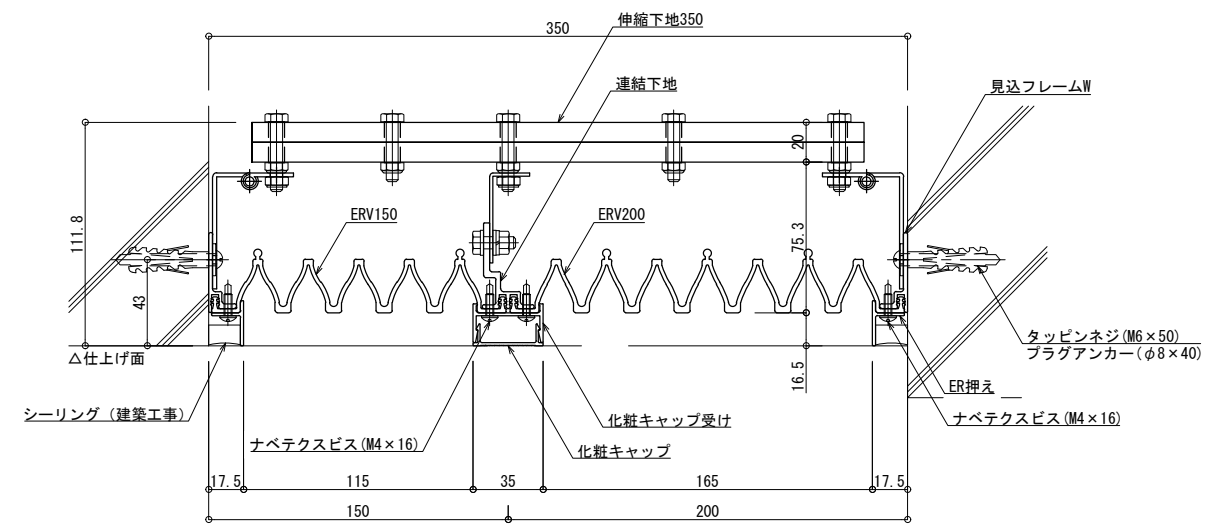 伸縮下地350
350
連結下地
見込フレームW
20
ERV150
ERV200
111.8
75.3
43
△仕上げ面
タッピンネジ(M6×50)
プラグアンカー(φ8×40)
16.5
ER押え
シーリング（建築工事）
化粧キャップ受け
ナベテクスビス(M4×16)
ナベテクスビス(M4×16)
化粧キャップ
17.5
115
35
165
17.5
150
200